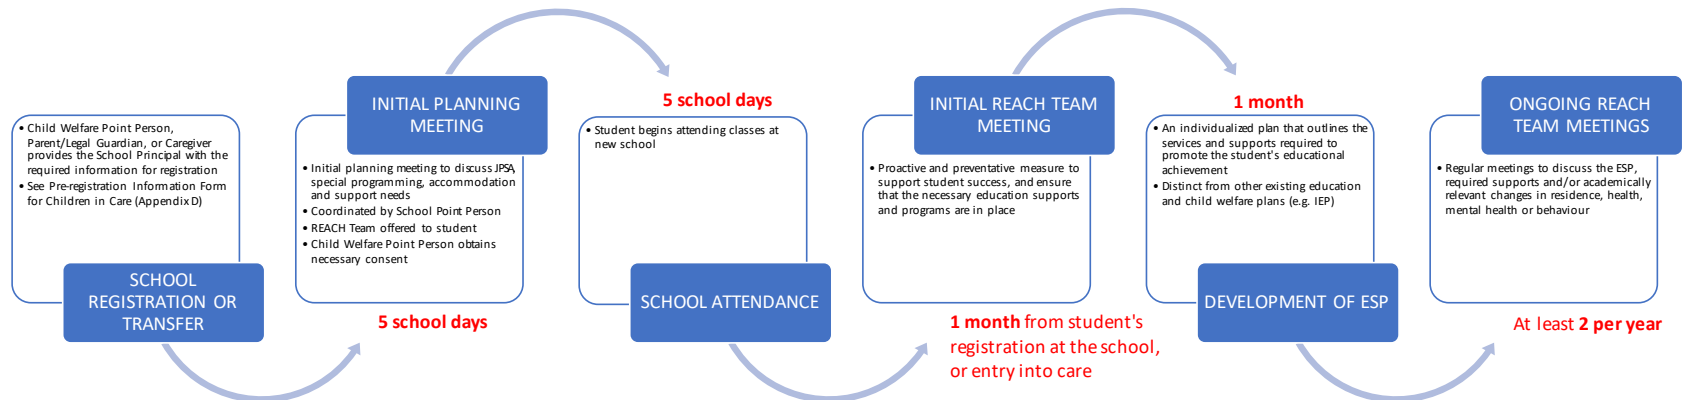 • Child Welfare Point Person,
Parent/Legal Guardian, or Caregiver
provides the School Principal with the
required information for registration
• See Pre-registration Information Form
for Children in Care (Appendix D)
SCHOOL
REGISTRATION OR
TRANSFER
INITIAL PLANNING
MEETING
• Initial planning meeting to discuss JPSA,
special programming, accommodation
and support needs
• Coordinated by School Point Person
• REACH Team offered to student
• Child Welfare Point Person obtains
necessary consent
5 school days
5 school days
• Student begins attending classes at
new school
SCHOOL ATTENDANCE
INITIAL REACH TEAM
MEETING
• Proactive and preventative measure to
support student success, and ensure
that the necessary education supports
and programs are in place
1 month from student's
registration at the school,
or entry into care
1 month
• An individualized plan that outlines the
services and supports required to
promote the student's educational
achievement
• Distinct from other existing education
and child welfare plans (e.g. IEP)
DEVELOPMENT OF ESP
ONGOING REACH
TEAM MEETINGS
• Regular meetings to discuss the ESP,
required supports and/or academically
relevant changes in residence, health,
mental health or behaviour
At least 2 per year